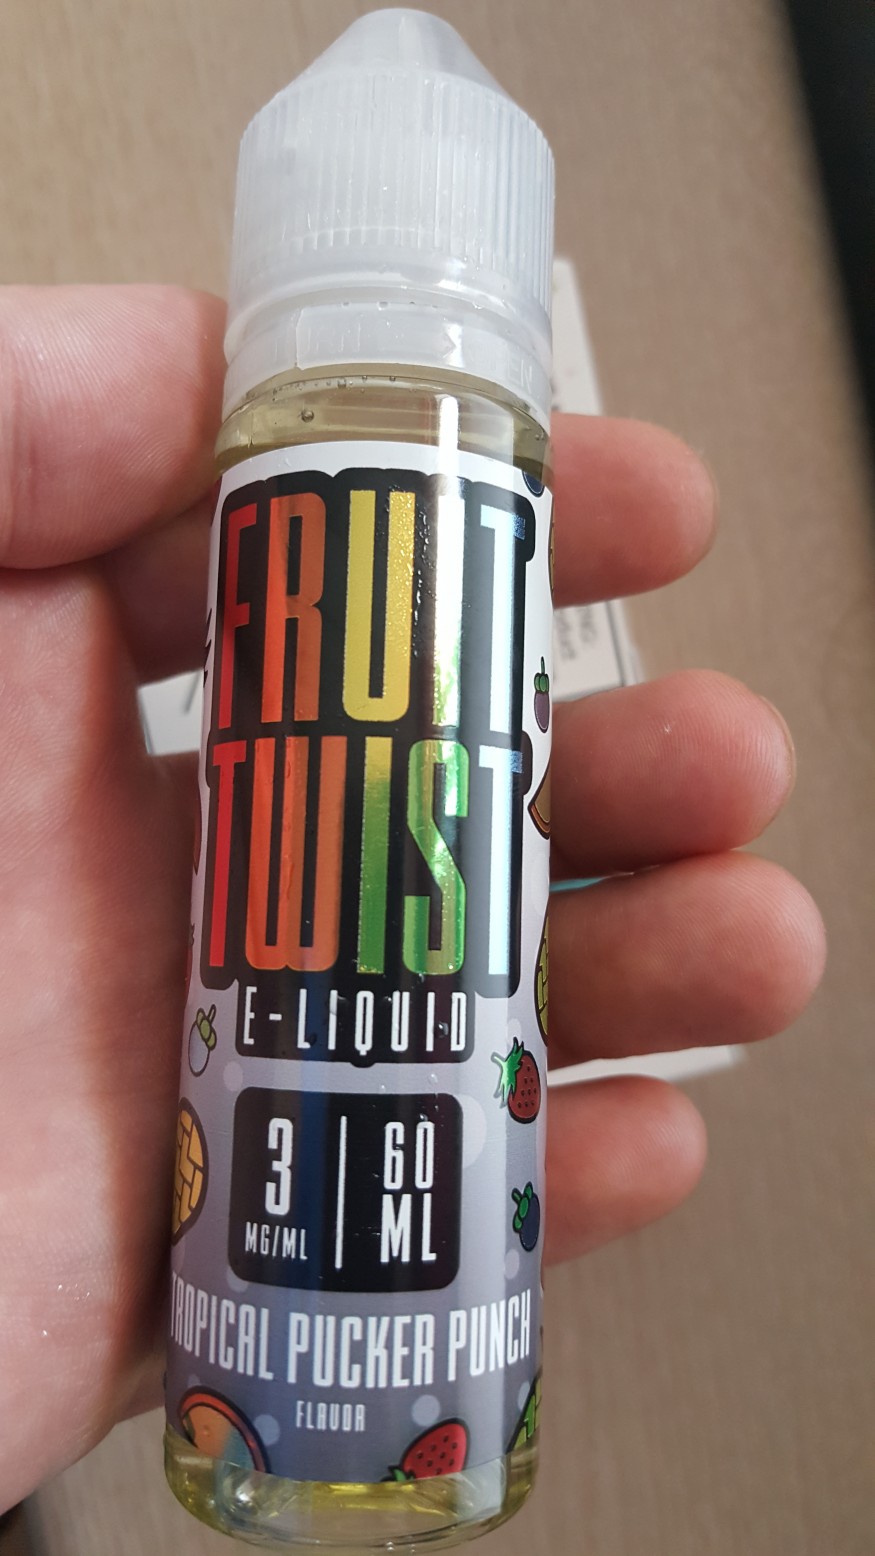 FRUIT
TWIST
E-LIQUID
3
MG/ML
60
ML
TROPICAL PUCKER PUNCH
FLAVOR